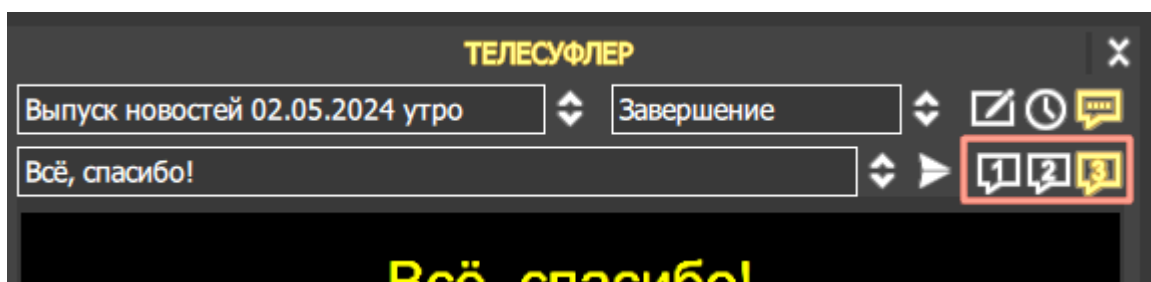 ТЕЛЕСУФЛЕР
Выпуск новостей 02.05.2024 утро Завершение
Всё, спасибо! 1 2 3
Всё, спасибо!